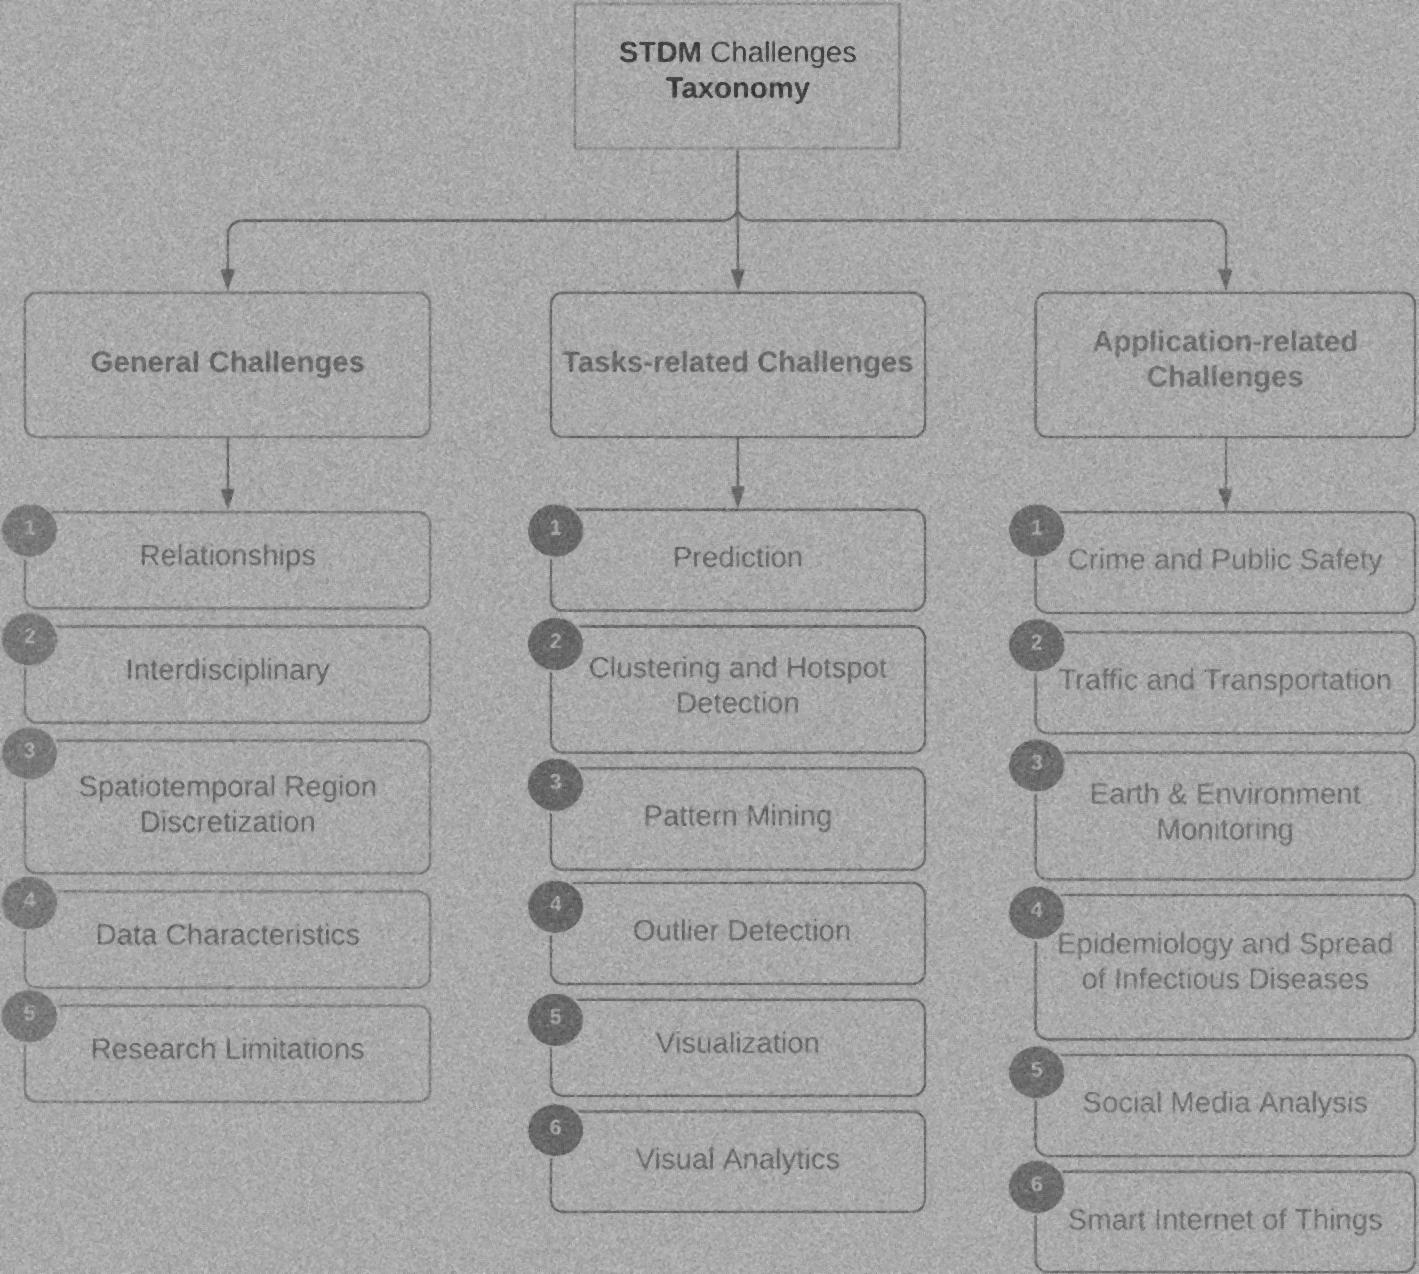 STDM Challenges
Taxonomy
General Challenges
1
Relationships
2
Interdisciplinary
3
Spatiotemporal Region
Discretization
4
Data Characteristics
5
Research Limitations
Tasks-related Challenges
1
Prediction
2
Clustering and Hotspot
Detection
3
Pattern Mining
4
Outlier Detection
5
Visualization
6
Visual Analytics
Application-related
Challenges
1
Crime and Public Safety
2
Traffic and Transportation
3
Earth & Environment
Monitoring
4
Epidemiology and Spread
of Infectious Diseases
5
Social Media Analysis
6
Smart Internet of Things